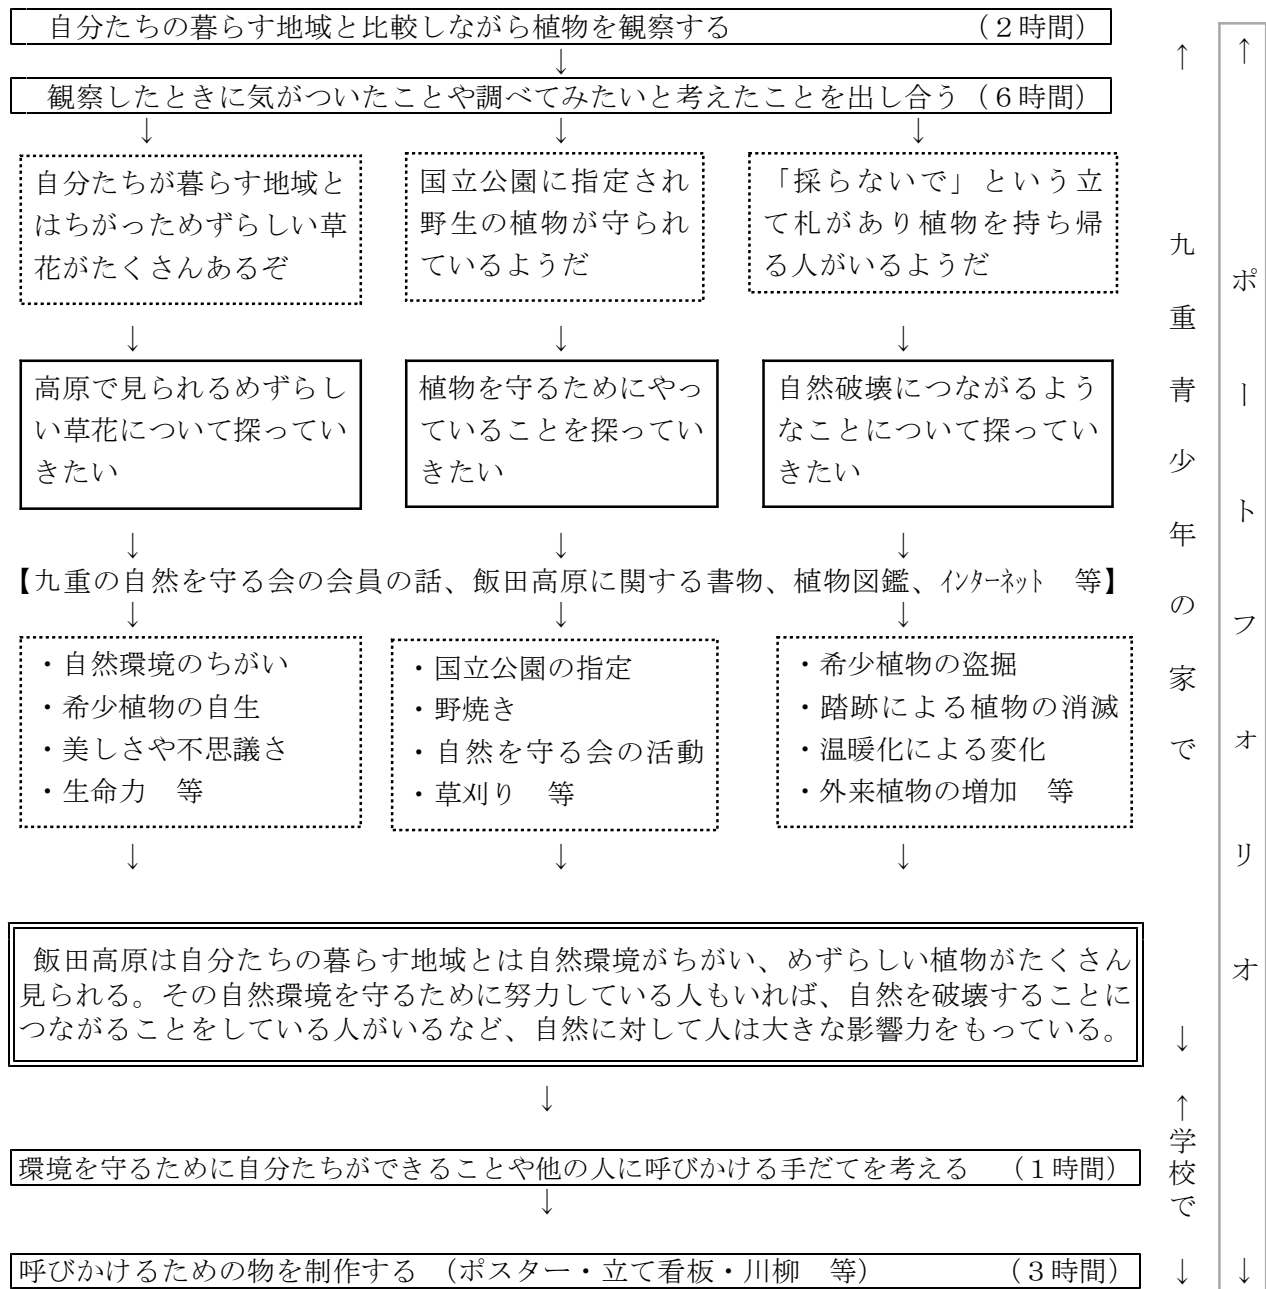 自分たちの暮らす地域と比較しながら植物を観察する　（２時間）
↓
観察したときに気がついたことや調べてみたいと考えたことを出し合う（６時間）
↓　↓　↓
自分たちが暮らす地域と
はちがっためずらしい草
花がたくさんあるぞ
国立公園に指定され
野生の植物が守られ
ているようだ
「採らないで」という立
て札があり植物を持ち帰
る人がいるようだ
↓　↓　↓
高原で見られるめずらし
い草花について探ってい
きたい
植物を守るためにやっ
ていることを探ってい
きたい
自然破壊につながるよう
なことについて探ってい
きたい
↓　↓　↓
【九重の自然を守る会の会員の話、飯田高原に関する書物、植物図鑑、インターネット　等】
↓　↓　↓
・自然環境のちがい
・希少植物の自生
・美しさや不思議さ
・生命力　等
・国立公園の指定
・野焼き
・自然を守る会の活動
・草刈り　等
・希少植物の盗掘
・踏跡による植物の消滅
・温暖化による変化
・外来植物の増加　等
↓　↓　↓
飯田高原は自分たちの暮らす地域とは自然環境がちがい、めずらしい植物がたくさん
見られる。その自然環境を守るために努力している人もいれば、自然を破壊することに
つながることをしている人がいるなど、自然に対して人は大きな影響力をもっている。
↓
環境を守るために自分たちができることや他の人に呼びかける手だてを考える　（１時間）
↓
呼びかけるための物を制作する　（ポスター・立て看板・川柳　等）　（３時間）
↑九重青少年の家で↓
↑学校で↓
↑ポートフォリオ↓